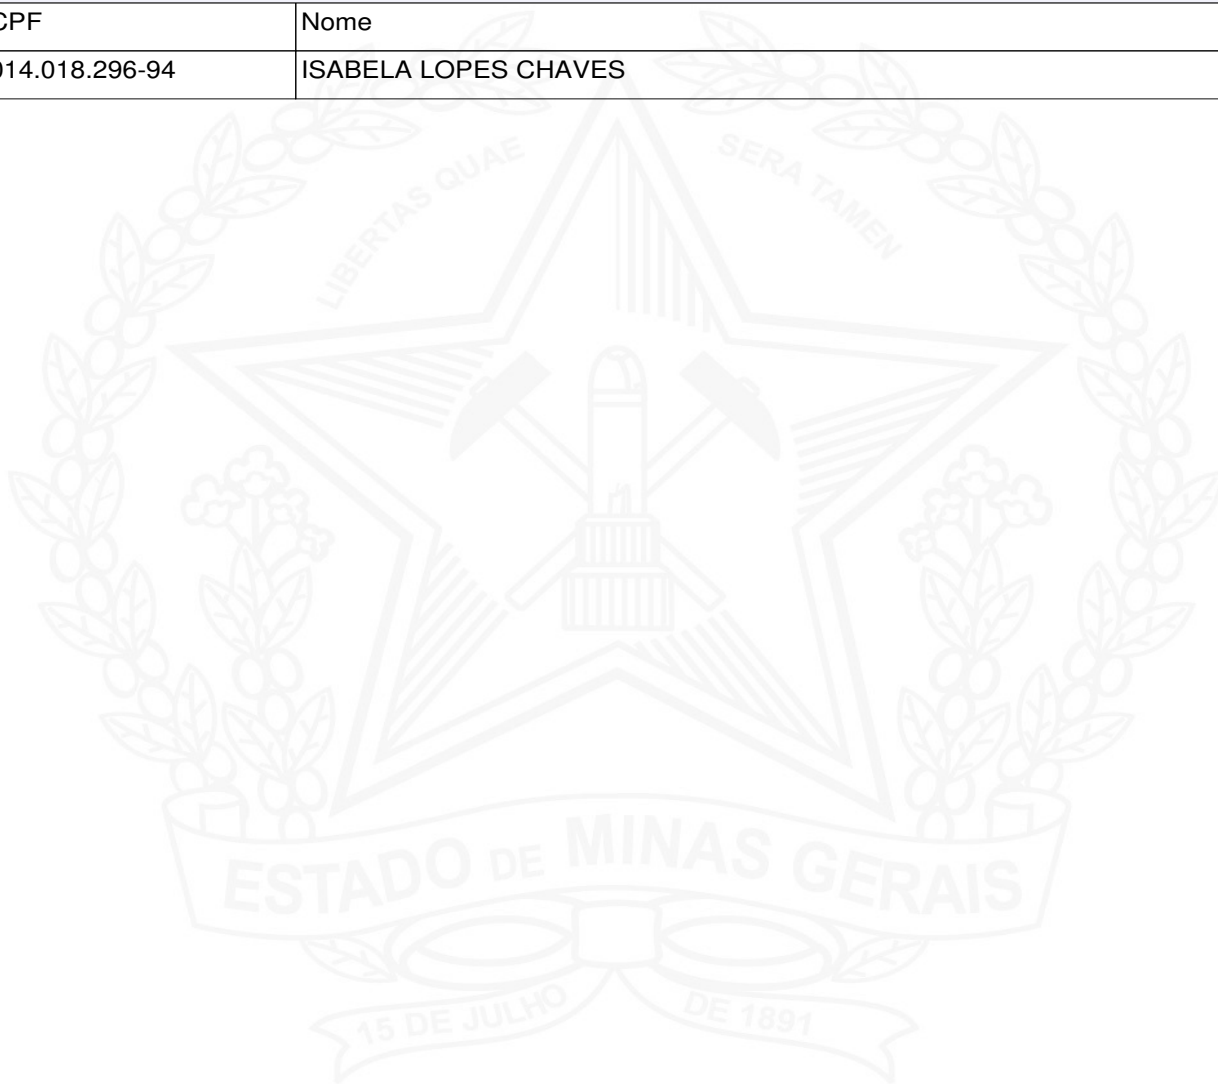 CPF Nome
014.018.296-94 ISABELA LOPES CHAVES
LIBERTAS QUAE SERA TAMEN
ESTADO DE MINAS GERAIS
15 DE JULHO DE 1891